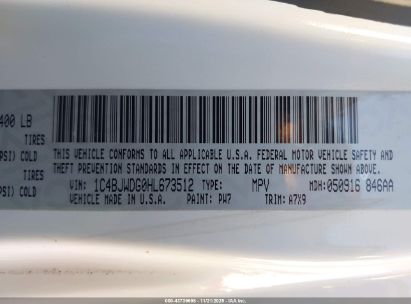 400 LB
TIRES
PSI) COLD
TIRES
PSI) COLD
THIS VEHICLE CONFORMS TO ALL APPLICABLE U.S.A. FEDERAL MOTOR VEHICLE SAFETY,
BUMPER, AND THEFT PREVENTION STANDARDS IN EFFECT ON THE DATE OF MANUFACTURE SHOWN ABOVE.
VIN: 1C4BJWDG0HL673512 TYPE: MPV MDH: 050916 846AA
VEHICLE MADE IN U.S.A. PAINT: PW7 TRIM: A7X9